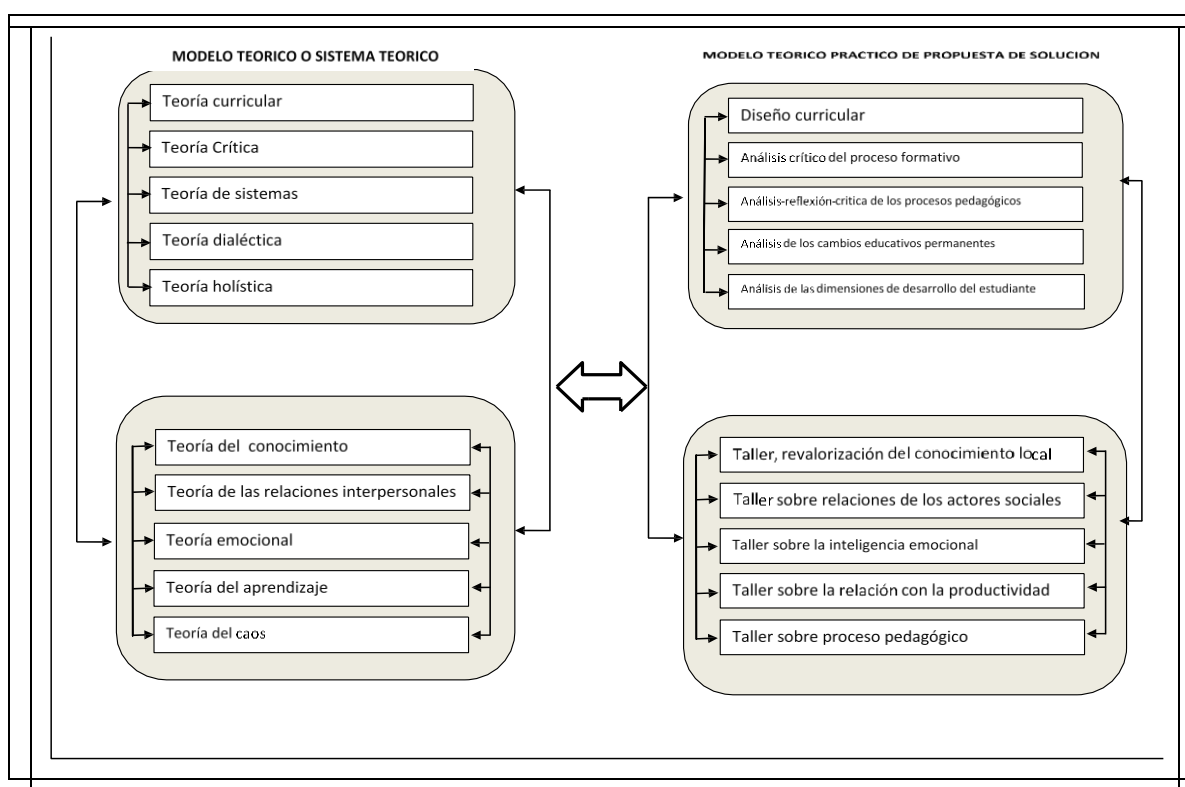 MODELO TEORICO O SISTEMA TEORICO
Teoría curricular
Teoría Crítica
Teoría de sistemas
Teoría dialéctica
Teoría holística
Teoría del conocimiento
Teoría de las relaciones interpersonales
Teoría emocional
Teoría del aprendizaje
Teoría del caos
MODELO TEORICO PRACTICO DE PROPUESTA DE SOLUCION
Diseño curricular
Análisis crítico del proceso formativo
Análisis-reflexión-critica de los procesos pedagógicos
Análisis de los cambios educativos permanentes
Análisis de las dimensiones de desarrollo del estudiante
Taller, revalorización del conocimiento local
Taller sobre relaciones de los actores sociales
Taller sobre la inteligencia emocional
Taller sobre la relación con la productividad
Taller sobre proceso pedagógico